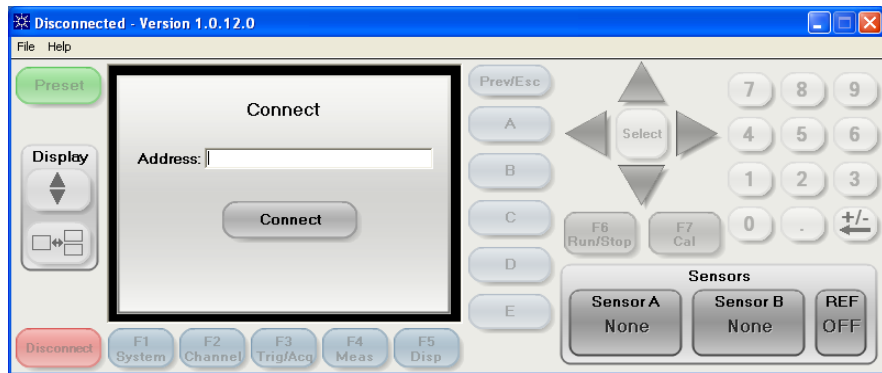 Disconnected - Version 1.0.12.0
File Help
Preset
Display
Disconnect
Connect
Address:
Connect
F1
System
F2
Channel
F3
Trig/Acq
F4
Meas
F5
Disp
Prev/Esc
A
B
C
D
E
Select
F6
Run/Stop
F7
Cal
7 8 9
4 5 6
1 2 3
0 . +/-
Sensors
Sensor A
None
Sensor B
None
REF
OFF